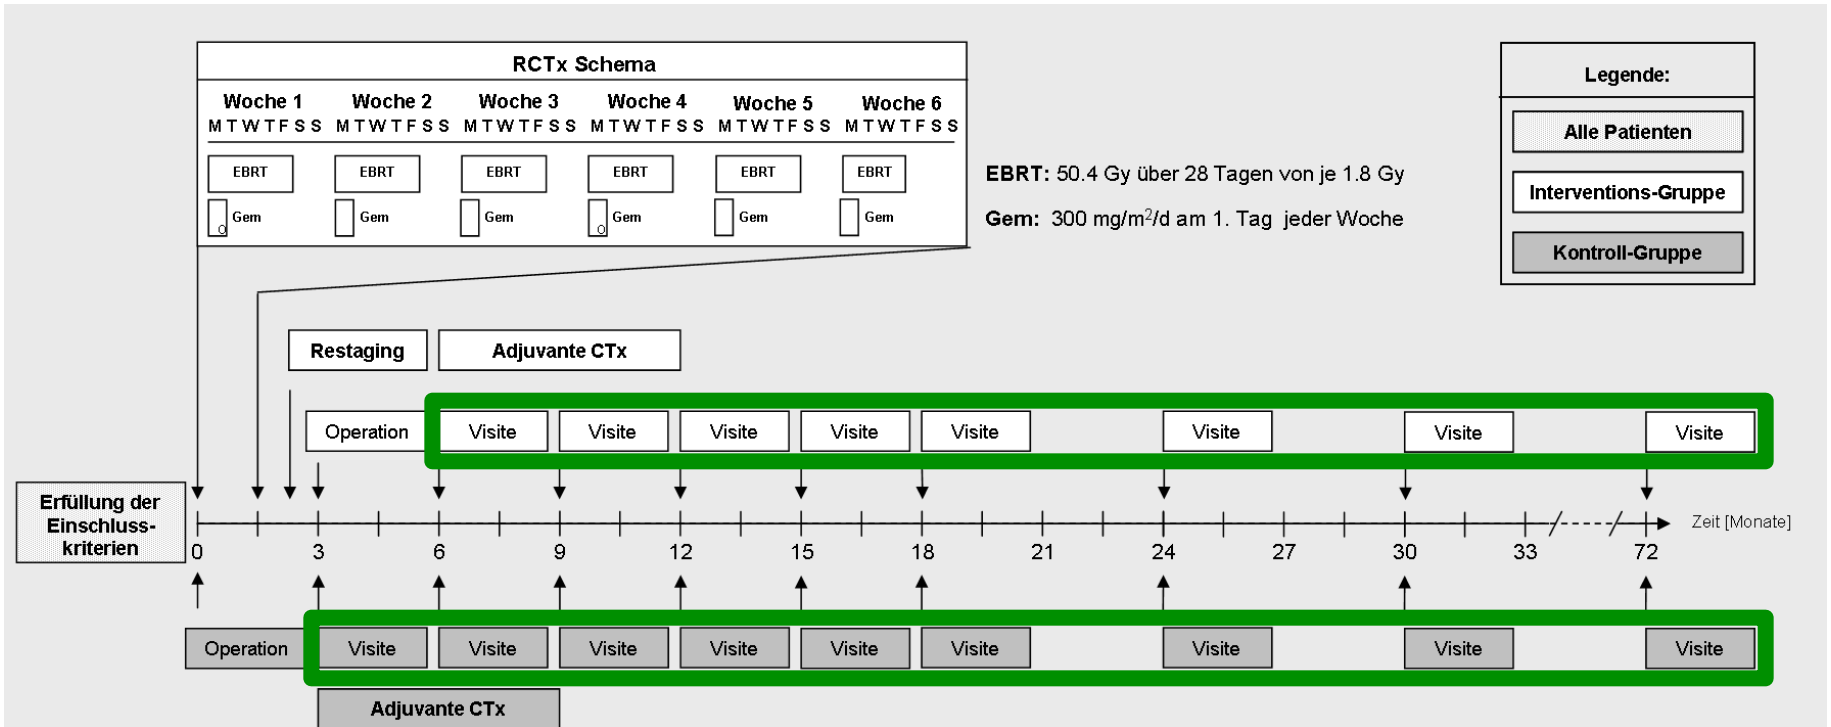 RCTx Schema
Woche 1 Woche 2 Woche 3 Woche 4 Woche 5 Woche 6
M T W T F S S M T W T F S S M T W T F S S M T W T F S S M T W T F S S M T W T F S S
EBRT EBRT EBRT EBRT EBRT EBRT
Gem Gem Gem Gem Gem Gem
EBRT: 50.4 Gy über 28 Tagen von je 1.8 Gy
Gem: 300 mg/m²/d am 1. Tag jeder Woche
Legende:
Alle Patienten
Interventions-Gruppe
Kontroll-Gruppe
Restaging Adjuvante CTx
Operation Visite Visite Visite Visite Visite Visite Visite Visite
Erfüllung der
Einschluss-
kriterien
0 3 6 9 12 15 18 21 24 27 30 33 72
Zeit [Monate]
Operation Visite Visite Visite Visite Visite Visite Visite Visite Visite
Adjuvante CTx